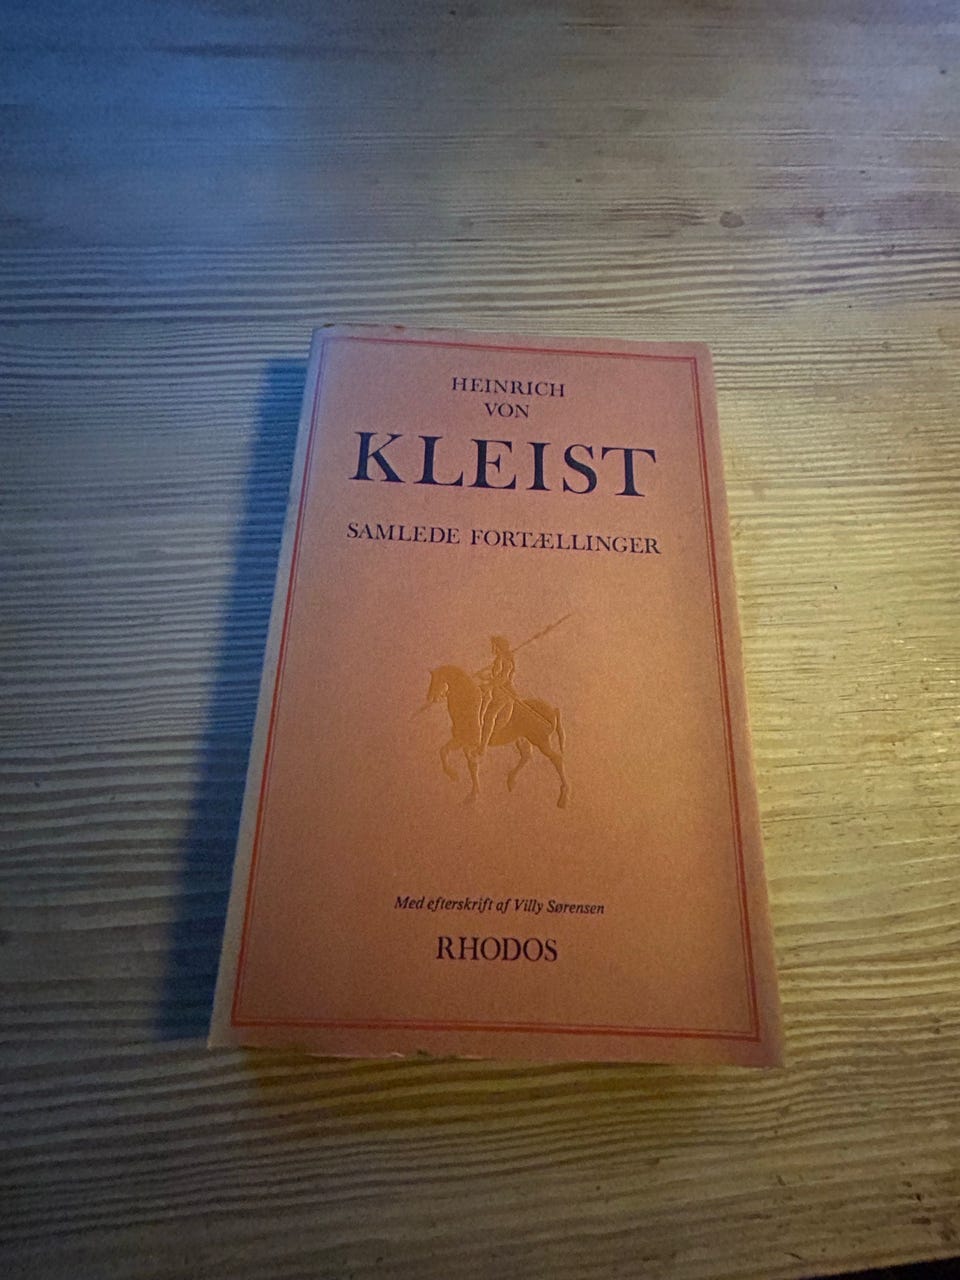 HEINRICH
VON
KLEIST
SAMLEDE FORTÆLLINGER
Med efterskrift af Villy Sørensen
RHODOS